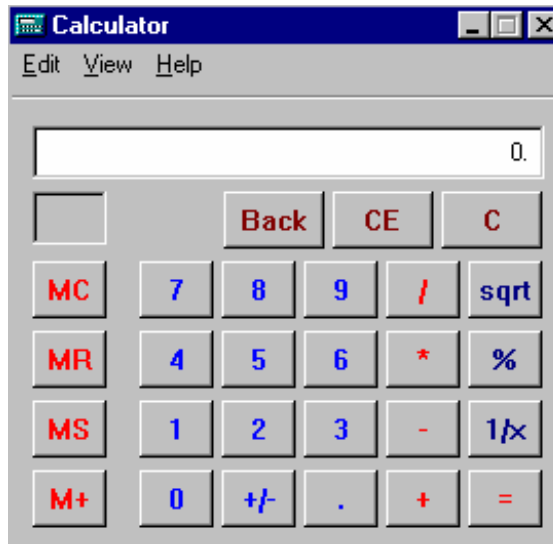 Calculator
Edit View Help
0.
Back CE C
MC 7 8 9 / sqrt
MR 4 5 6 * %
MS 1 2 3 - 1/x
M+ 0 +/- . + =